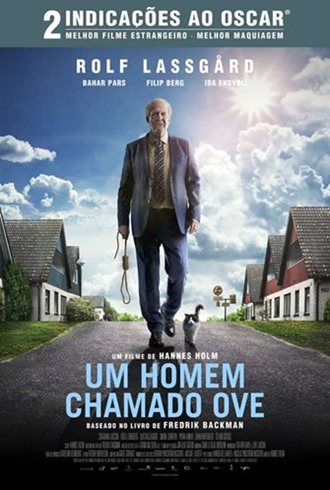 2 INDICAÇÕES AO OSCAR®
MELHOR FILME ESTRANGEIRO · MELHOR MAQUIAGEM
ROLF LASSGÅRD
BAHAR PARS FILIP BERG IDA ENGVOLL
UM FILME DE HANNES HOLM
UM HOMEM
CHAMADO OVE
BASEADO NO LIVRO DE FREDRIK BACKMAN